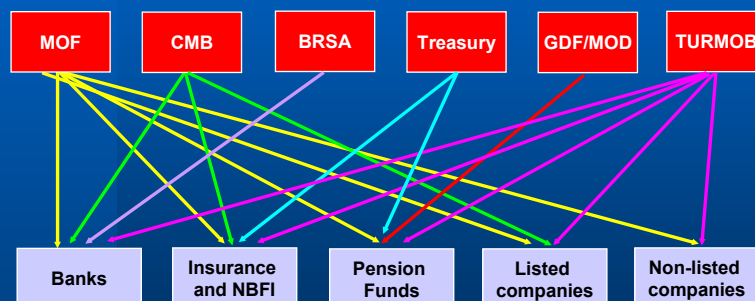 MOF
CMB
BRSA
Treasury
GDF/MOD
TURMOB
Banks
Insurance
and NBFI
Pension
Funds
Listed
companies
Non-listed
companies